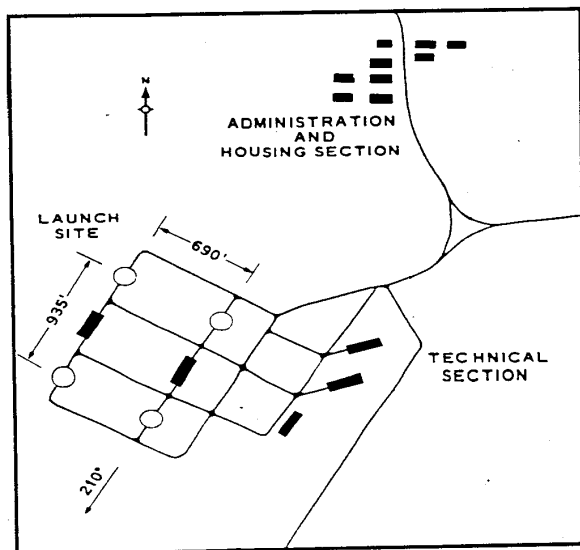 N
ADMINISTRATION
AND
HOUSING SECTION
LAUNCH
SITE
690'
935'
TECHNICAL
SECTION
210°